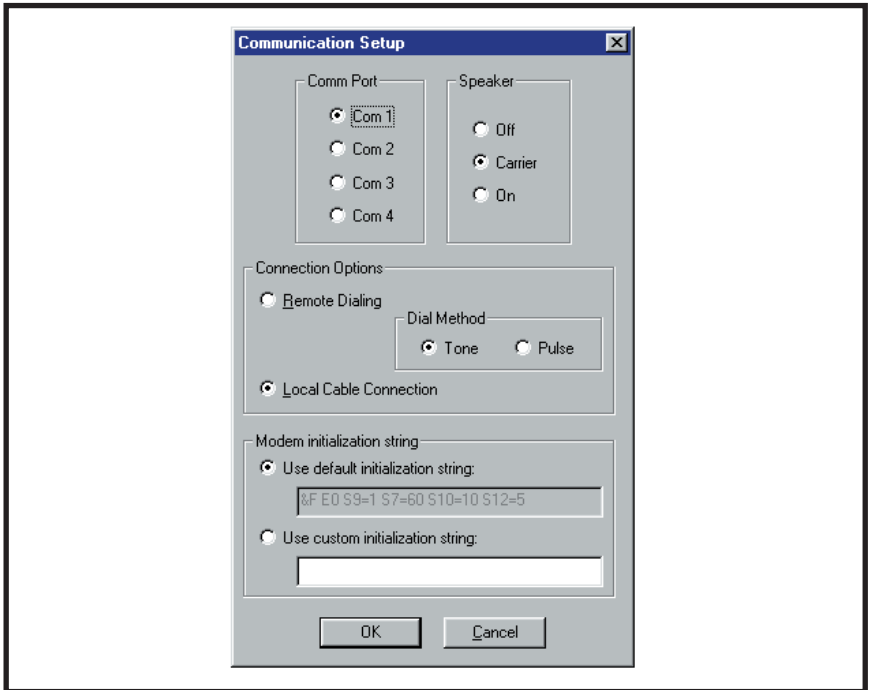 Communication Setup
Comm Port
Com 1
Com 2
Com 3
Com 4
Speaker
Off
Carrier
On
Connection Options
Remote Dialing
Dial Method
Tone
Pulse
Local Cable Connection
Modem initialization string
Use default initialization string:
&F E0 S9=1 S7=60 S10=10 S12=5
Use custom initialization string:
OK
Cancel